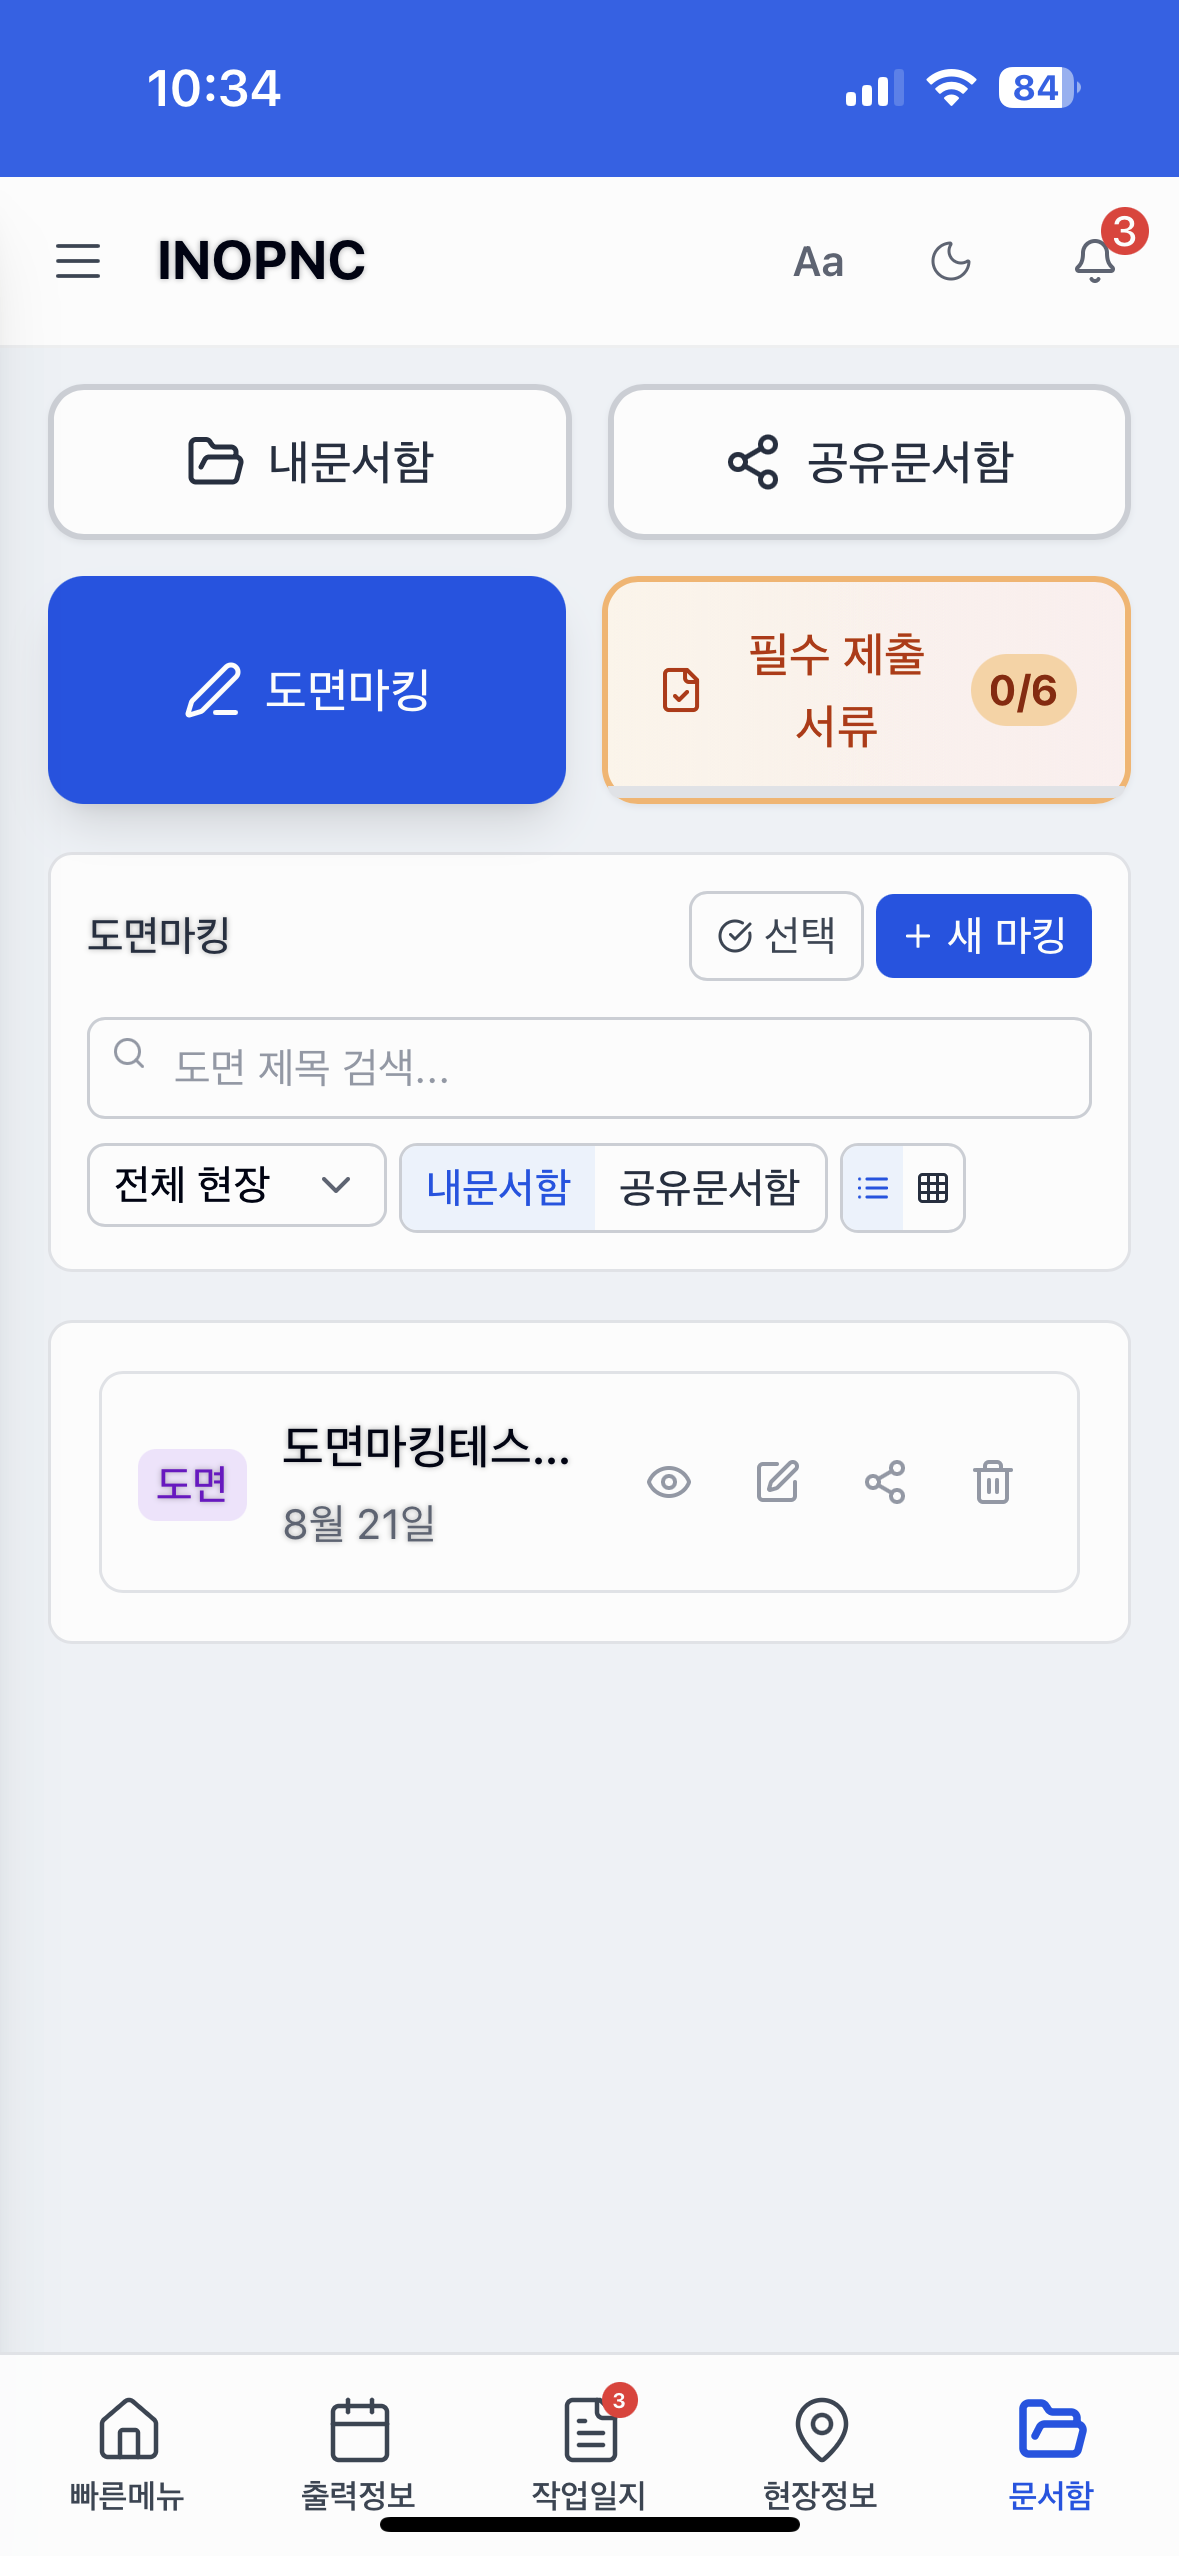 10:34
84
INOPNC
Aa
3
내문서함
공유문서함
도면마킹
필수 제출
서류
0/6
도면마킹
선택
+ 새 마킹
도면 제목 검색...
전체 현장
내문서함
공유문서함
도면
도면마킹테스...
8월 21일
3
빠른메뉴
출력정보
작업일지
현장정보
문서함